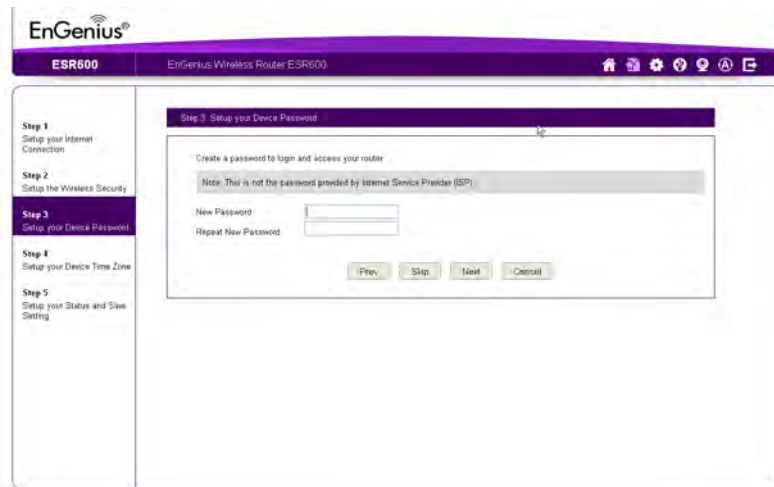 EnGenius®
ESR600
EnGenius Wireless Router ESR600
Step 1
Setup your Internet
Connection
Step 2
Setup the Wireless Security
Step 3
Setup your Device Password
Step 4
Setup your Device Time Zone
Step 5
Setup your Status and Save
Setting
Step 3: Setup your Device Password
Create a password to login and access your router
Note: This is not the password provided by Internet Service Provider (ISP)
New Password
Repeat New Password
Prev
Skip
Next
Cancel